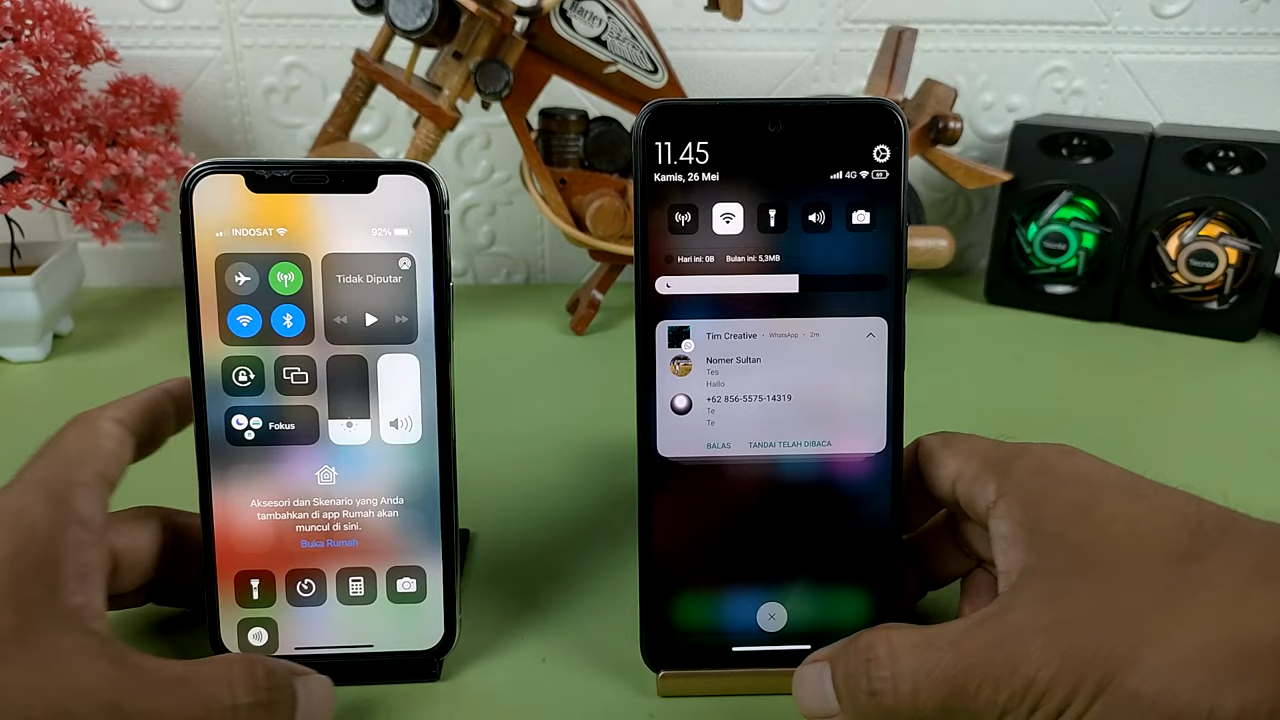 Harley
INDOSAT
92%
Tidak Diputar
Fokus
Aksesori dan Skenario yang Anda
tambahkan di app Rumah akan
muncul di sini.
Buka Rumah
11.45
Kamis, 26 Mei
4G
69
Hari ini: 0B Bulan ini: 5,3MB
Tim Creative • WhatsApp • 2m
Nomer Sultan
Tes
Hallo
+62 856-5575-14319
Te
Te
BALAS TANDAI TELAH DIBACA